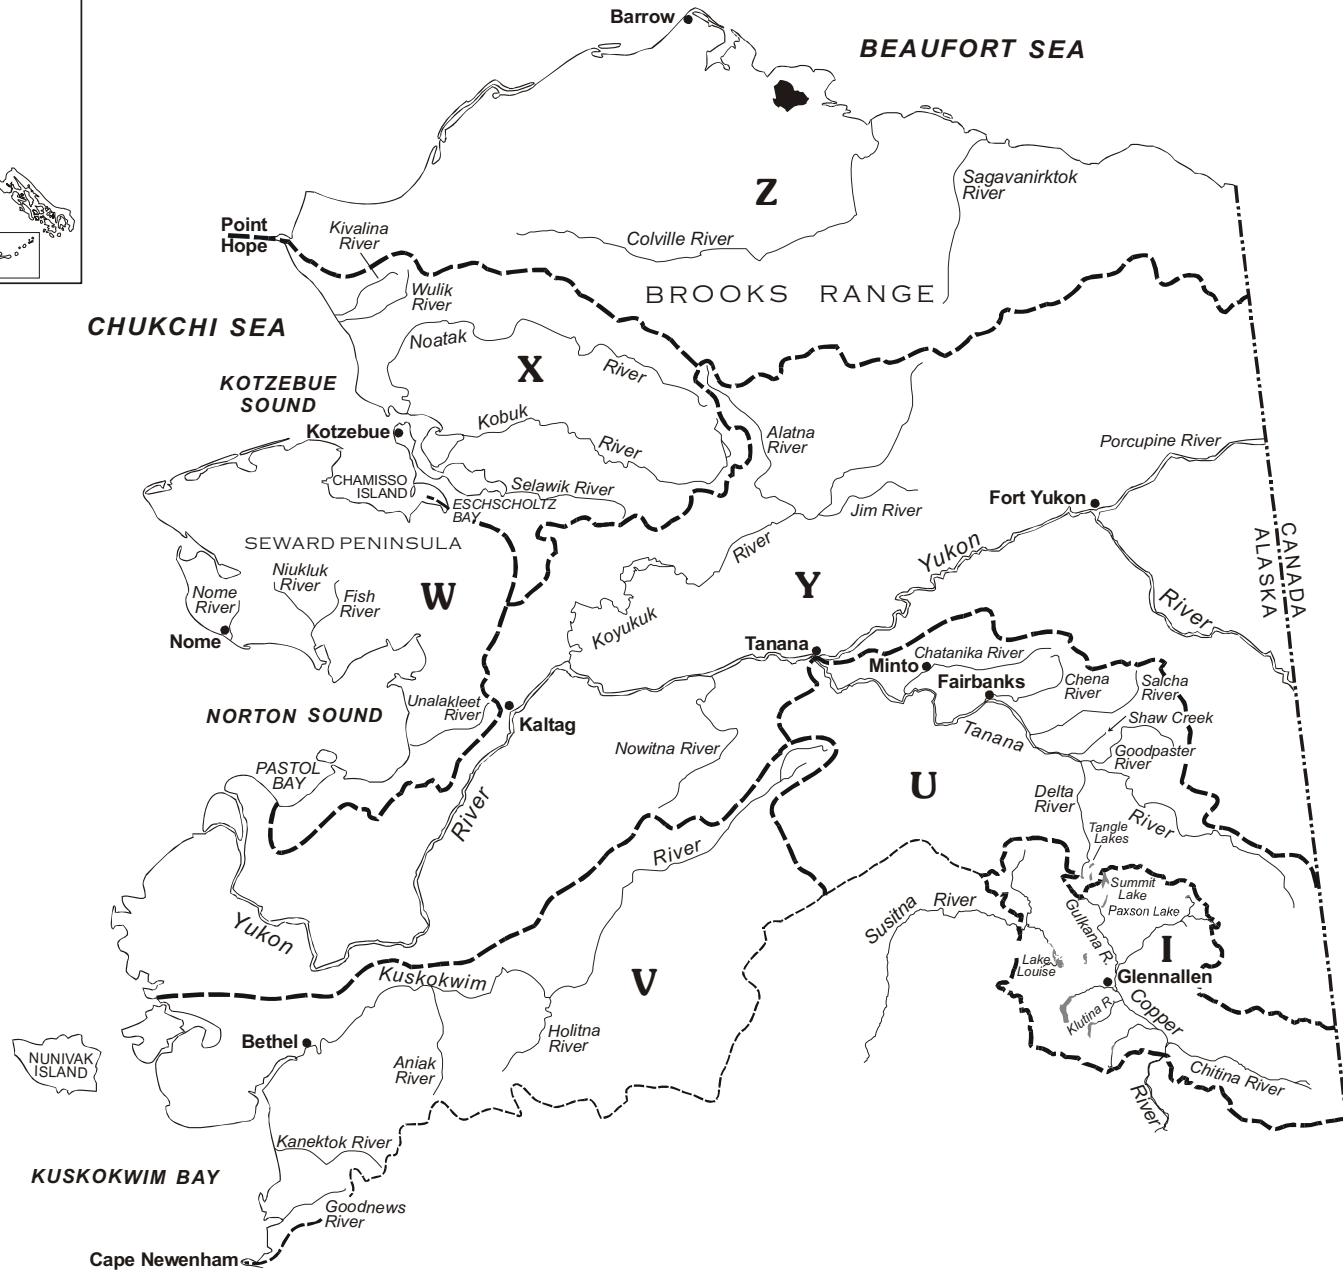 Barrow
BEAUFORT SEA
Z
Sagavanirktok
River
Point
Hope
Kivalina
River
Colville River
Wulik
River
BROOKS RANGE
CHUKCHI SEA
Noatak
River
X
KOTZEBUE
SOUND
Kobuk
River
Kotzebue
Alatna
River
Porcupine River
CHAMISSO
ISLAND
Selawik River
ESCHSCHOLTZ
BAY
Fort Yukon
Jim River
SEWARD PENINSULA
River
Yukon
CANADA
ALASKA
Niukluk
River
Nome
River
Fish
River
W
Y
River
Koyukuk
Nome
Tanana
Minto
Chatanika River
Fairbanks
Chena
River
Salcha
River
Unalakleet
River
NORTON SOUND
Kaltag
Shaw Creek
Nowitna River
Tanana
Goodpaster
River
PASTOL
BAY
U
Delta
River
River
River
River
Tangle
Lakes
Summit
Lake
Paxson Lake
Susitna River
Gulkana R.
Yukon
I
Lake
Louise
Glennallen
Kuskokwim
V
Copper
Klutina R.
Bethel
Holitna
River
NUNIVAK
ISLAND
Aniak
River
Chitina River
River
Kanektok River
KUSKOKWIM BAY
Goodnews
River
Cape Newenham